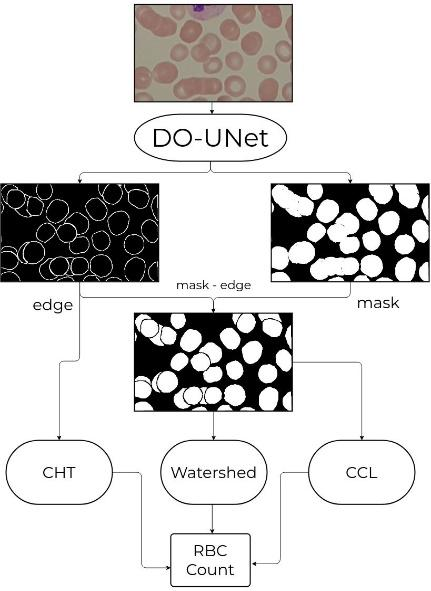 DO-UNet
mask - edge
edge
mask
CHT
Watershed
CCL
RBC
Count